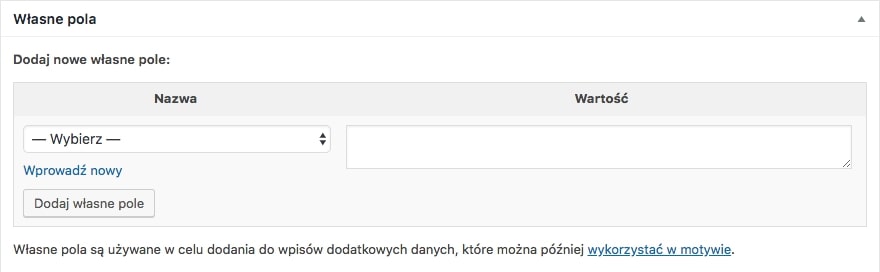 Własne pola
Dodaj nowe własne pole:
Nazwa Wartość
— Wybierz —
Wprowadź nowy
Dodaj własne pole
Własne pola są używane w celu dodania do wpisów dodatkowych danych, które można później wykorzystać w motywie.